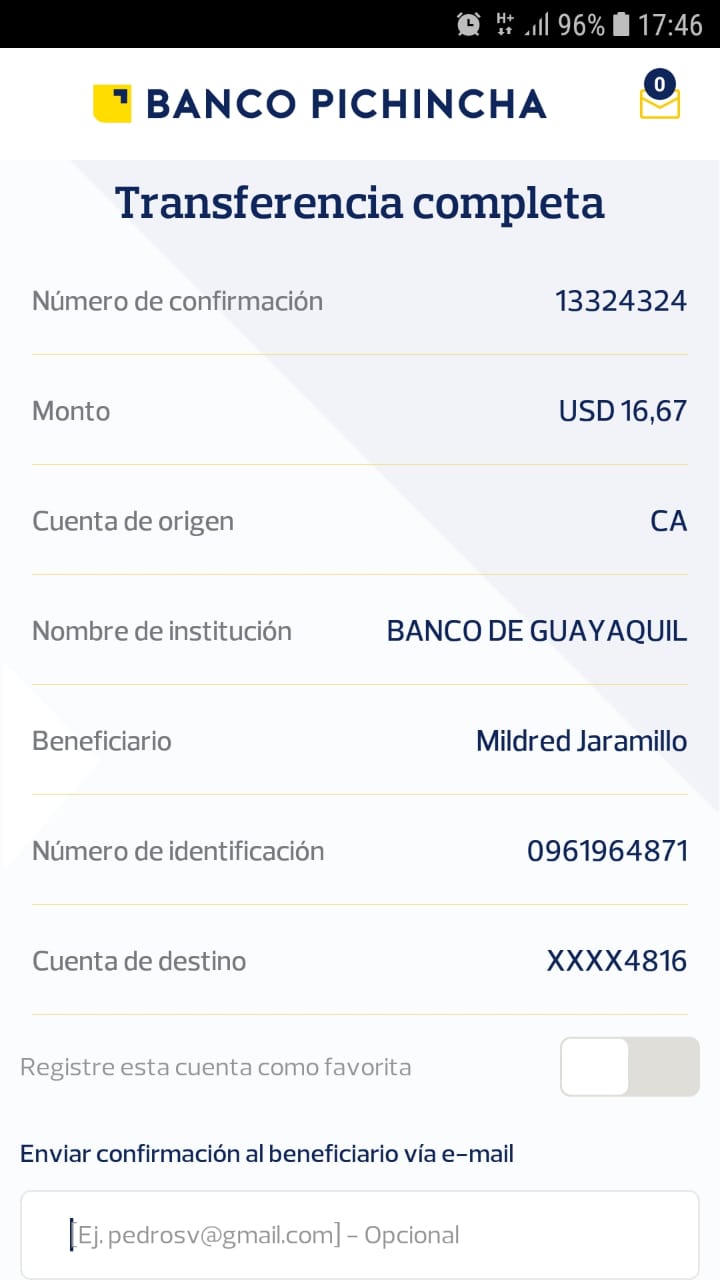 H+ 96% 17:46
BANCO PICHINCHA 0
Transferencia completa
Número de confirmación 13324324
Monto USD 16,67
Cuenta de origen CA
Nombre de institución BANCO DE GUAYAQUIL
Beneficiario Mildred Jaramillo
Número de identificación 0961964871
Cuenta de destino XXXX4816
Registre esta cuenta como favorita
Enviar confirmación al beneficiario vía e-mail
[Ej. pedrosv@gmail.com] - Opcional